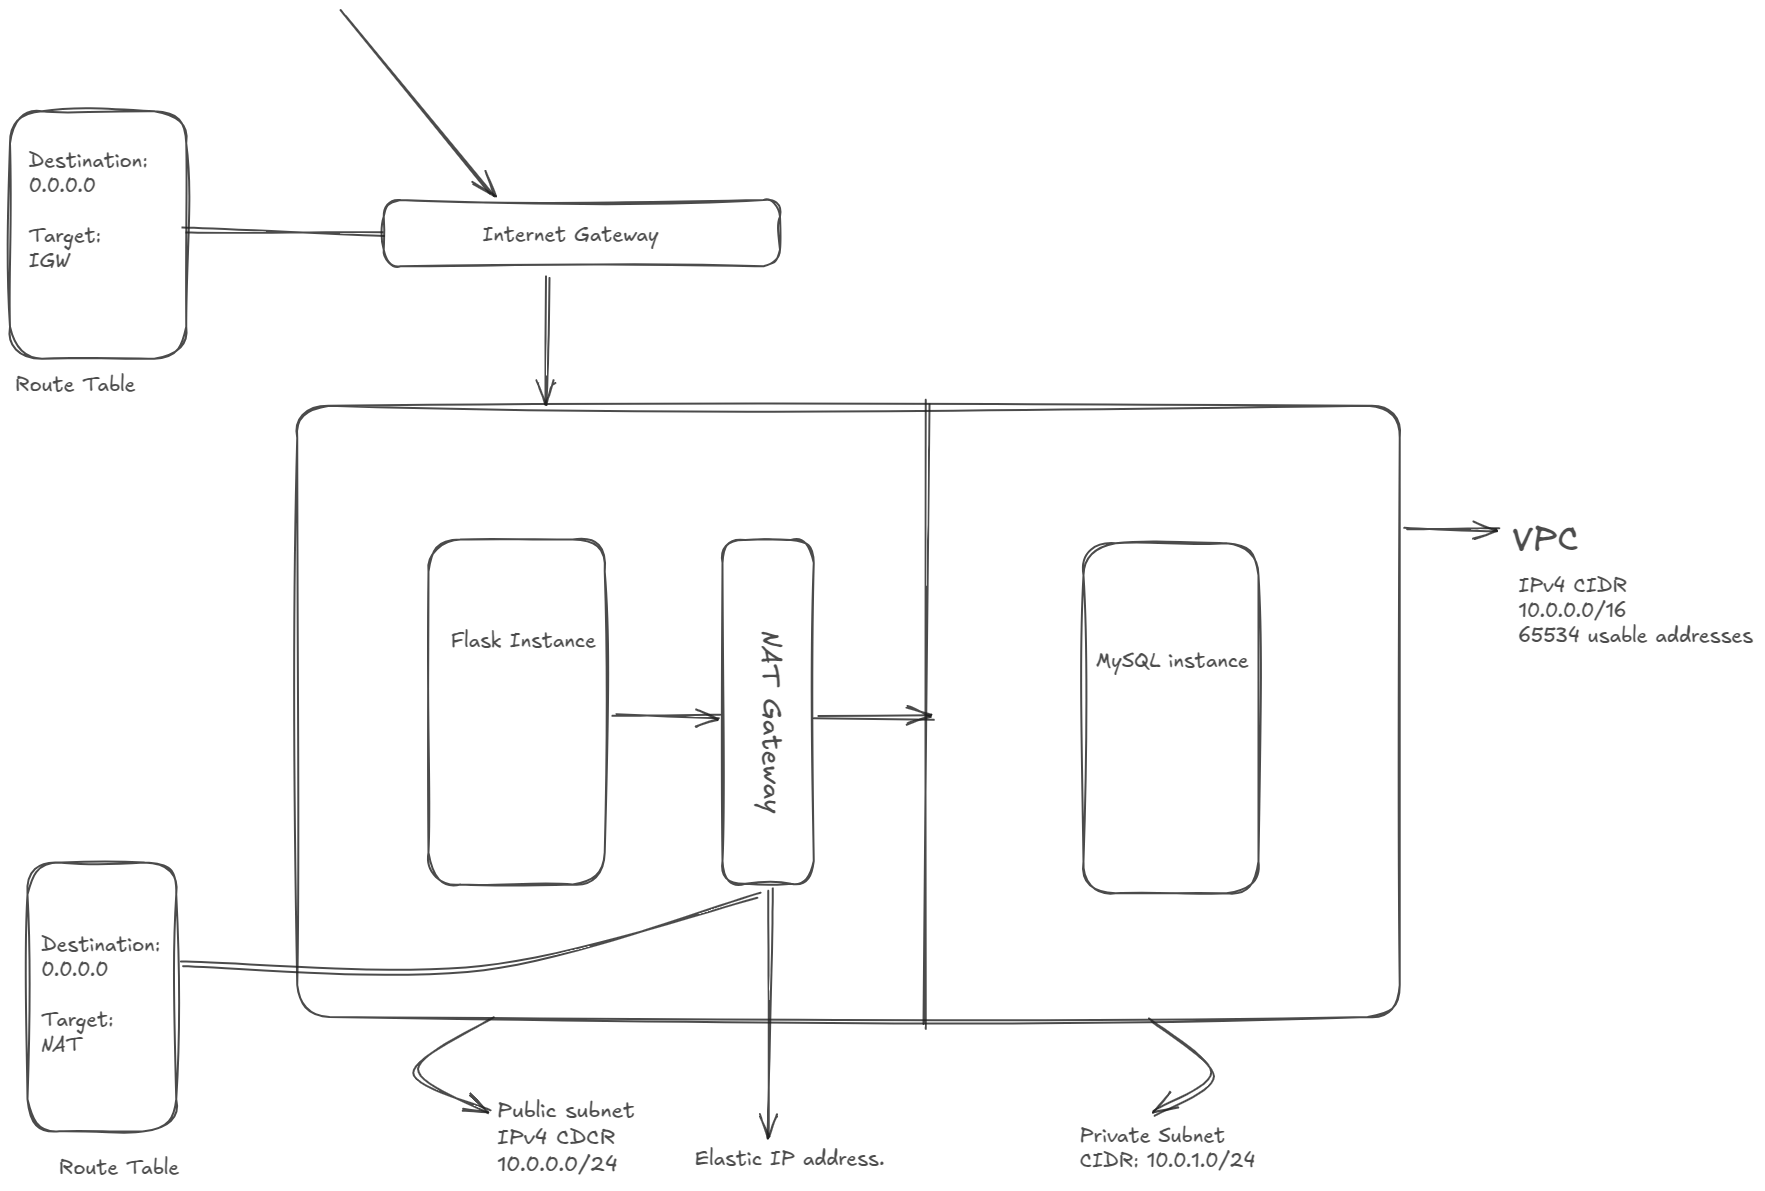 Destination:
0.0.0.0
Target:
IGW
Route Table
Internet Gateway
Flask Instance
NAT Gateway
MySQL instance
VPC
IPv4 CIDR
10.0.0.0/16
65534 usable addresses
Destination:
0.0.0.0
Target:
NAT
Route Table
Public subnet
IPv4 CDCR
10.0.0.0/24
Elastic IP address.
Private Subnet
CIDR: 10.0.1.0/24